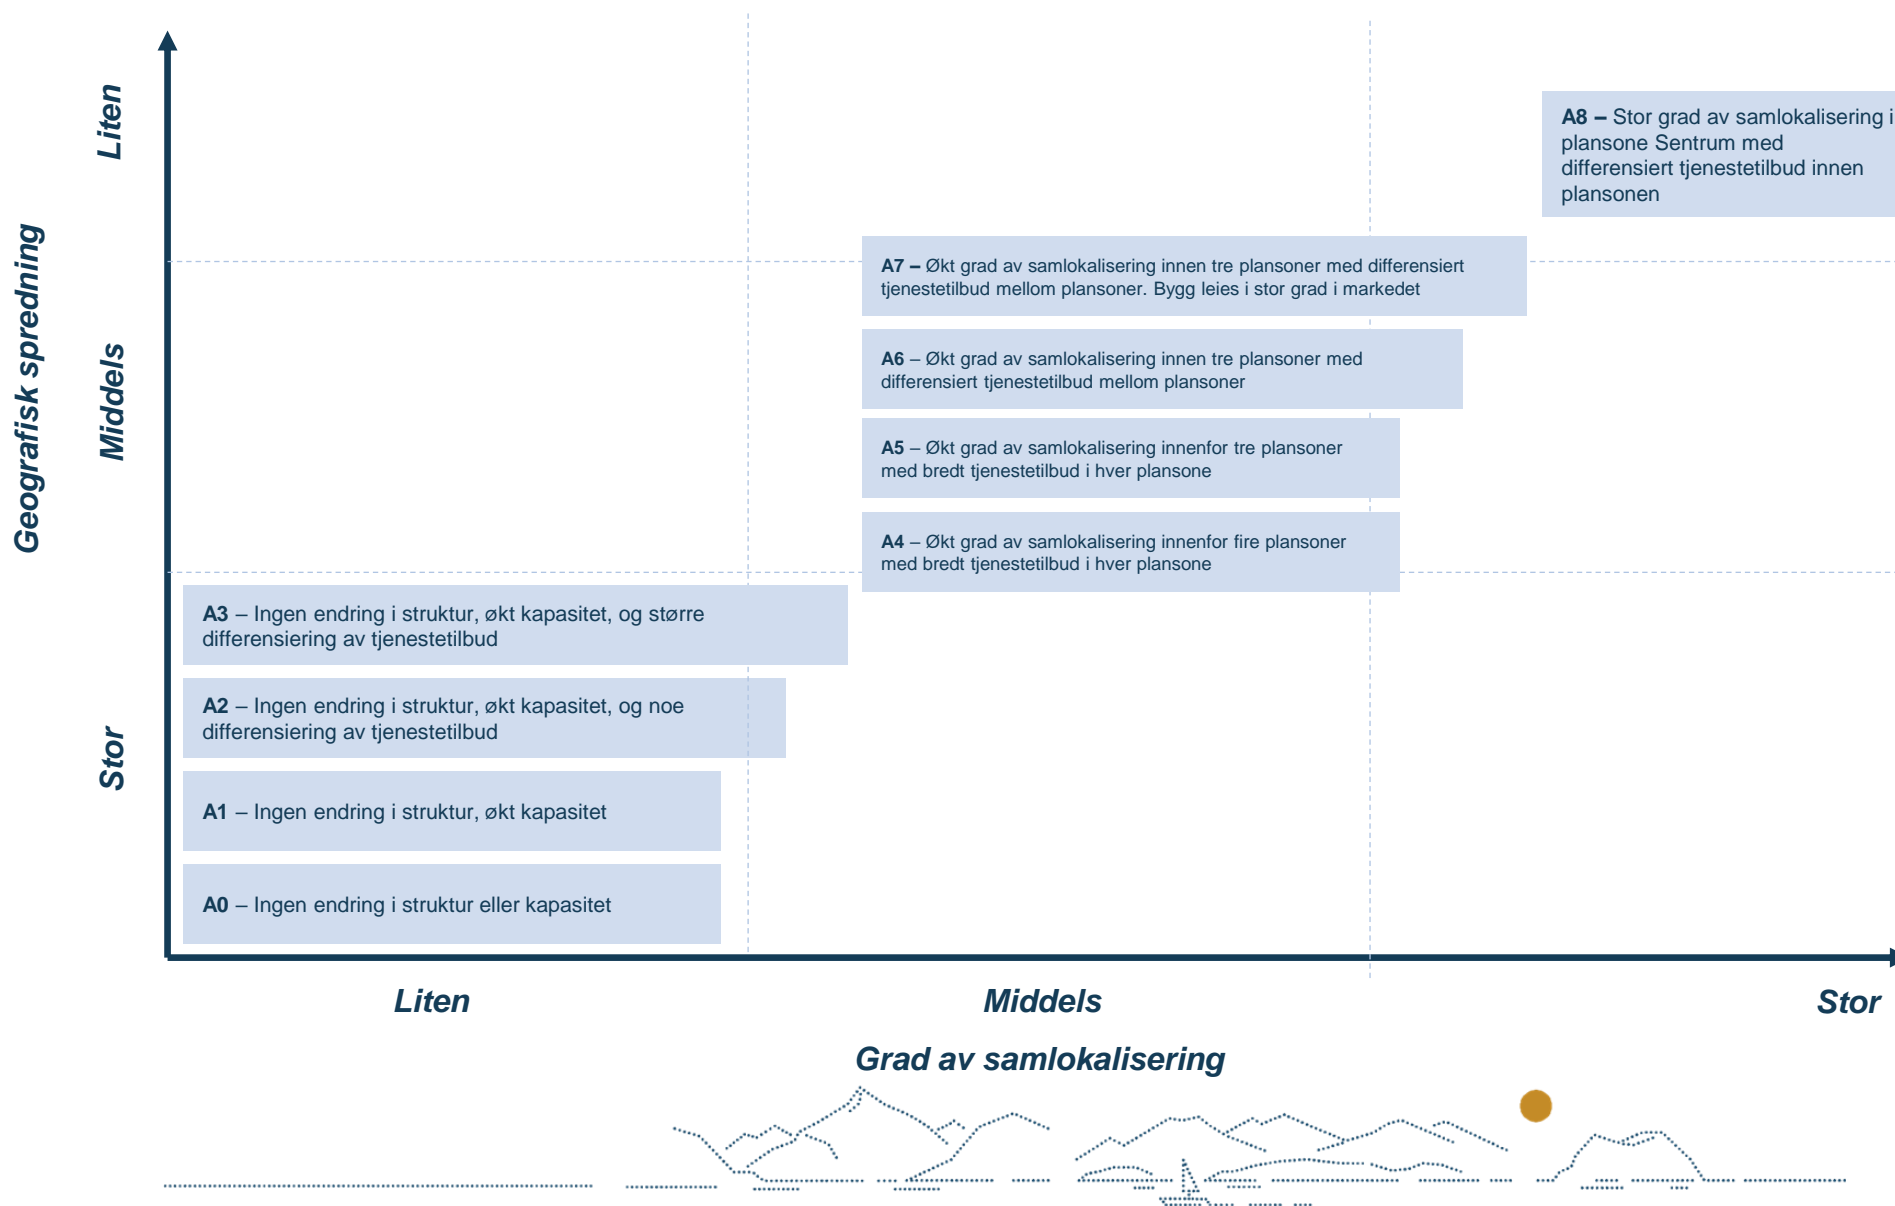 Geografisk spredning
Liten
Middels
Stor
A8 – Stor grad av samlokalisering i
plansone Sentrum med
differensiert tjenestetilbud innen
plansonen
A7 – Økt grad av samlokalisering innen tre plansoner med differensiert
tjenestetilbud mellom plansoner. Bygg leies i stor grad i markedet
A6 – Økt grad av samlokalisering innen tre plansoner med
differensiert tjenestetilbud mellom plansoner
A5 – Økt grad av samlokalisering innenfor tre plansoner
med bredt tjenestetilbud i hver plansone
A4 – Økt grad av samlokalisering innenfor fire plansoner
med bredt tjenestetilbud i hver plansone
A3 – Ingen endring i struktur, økt kapasitet, og større
differensiering av tjenestetilbud
A2 – Ingen endring i struktur, økt kapasitet, og noe
differensiering av tjenestetilbud
A1 – Ingen endring i struktur, økt kapasitet
A0 – Ingen endring i struktur eller kapasitet
Liten
Middels
Stor
Grad av samlokalisering